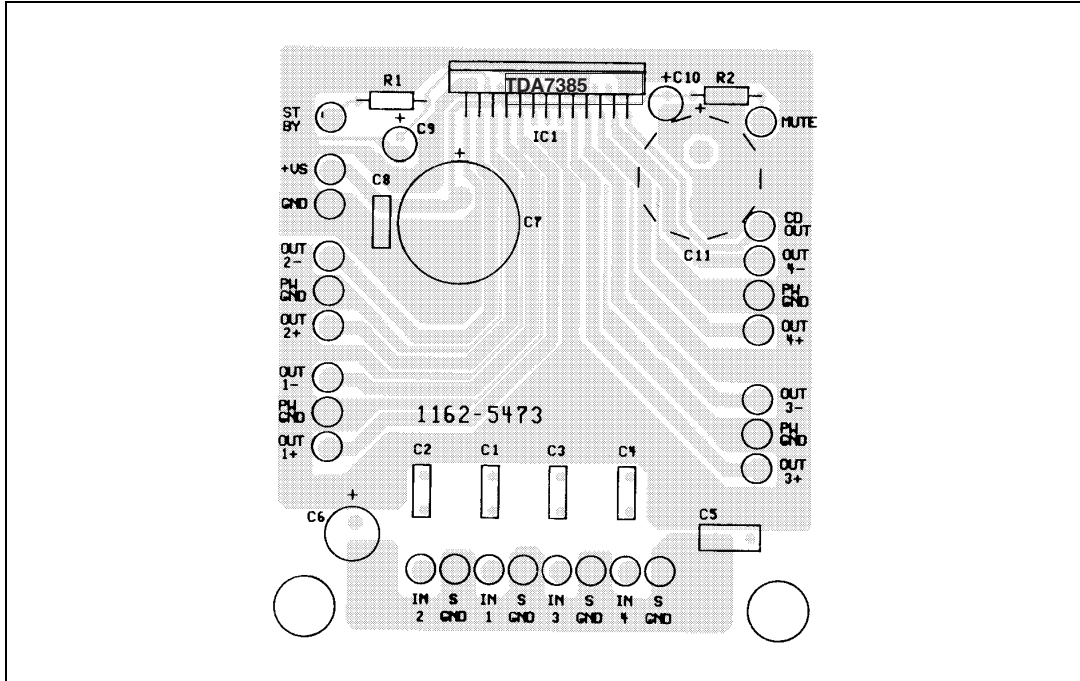 TDA7385
IC1
R1
+C10
R2
+
+
C9
ST
BY
MUTE
+VS
GND
C8
+
C7
C11
CD
OUT
OUT
2-
PW
GND
OUT
2+
OUT
4-
PW
GND
OUT
4+
OUT
1-
PW
GND
OUT
1+
OUT
3-
PW
GND
OUT
3+
1162-5473
C2
C1
C3
C4
+
C6
C5
IN
2
S
GND
IN
1
S
GND
IN
3
S
GND
IN
4
S
GND